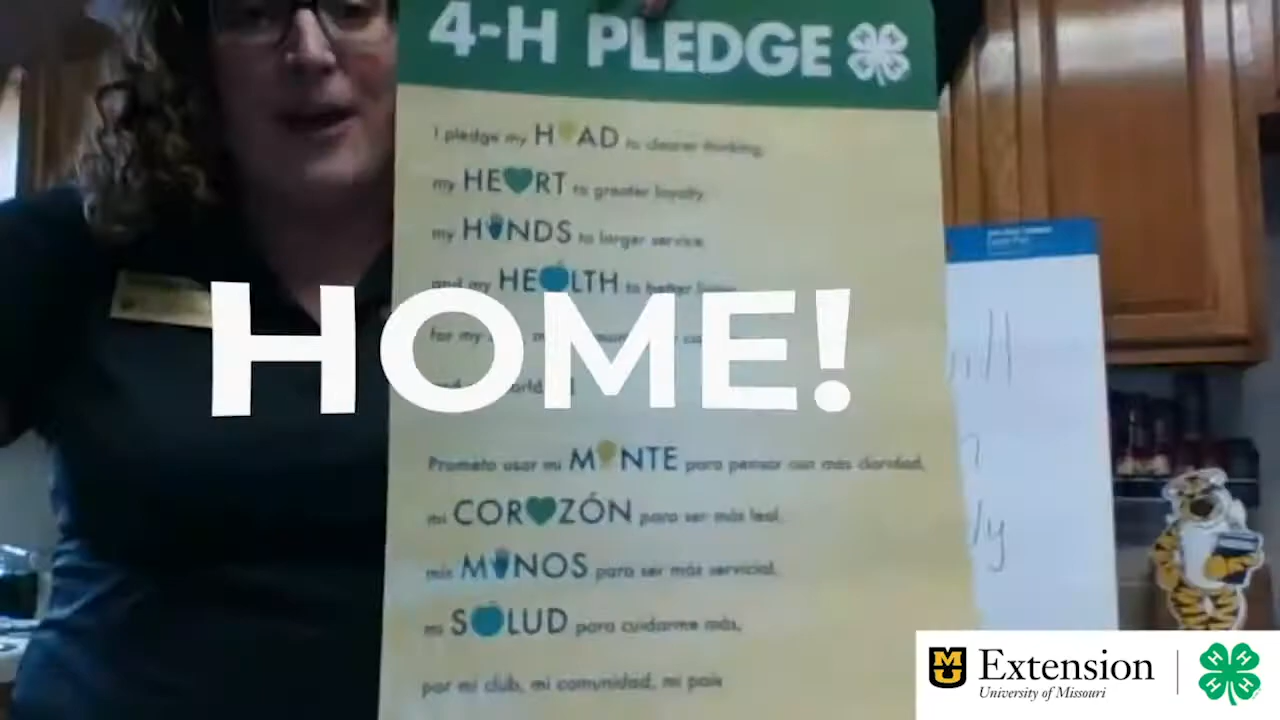 4-H PLEDGE
I pledge my HEAD to clearer thinking,
my HEART to greater loyalty,
my HANDS to larger service,
and my HEALTH to better
for my
Prometo usar mi MENTE para pensar con más claridad,
mi CORAZÓN para ser más leal,
mis MANOS para ser más servicial,
mi SALUD para cuidarme más,
por mi club, mi comunidad, mi país
HOME!
MU Extension
University of Missouri
H H H H